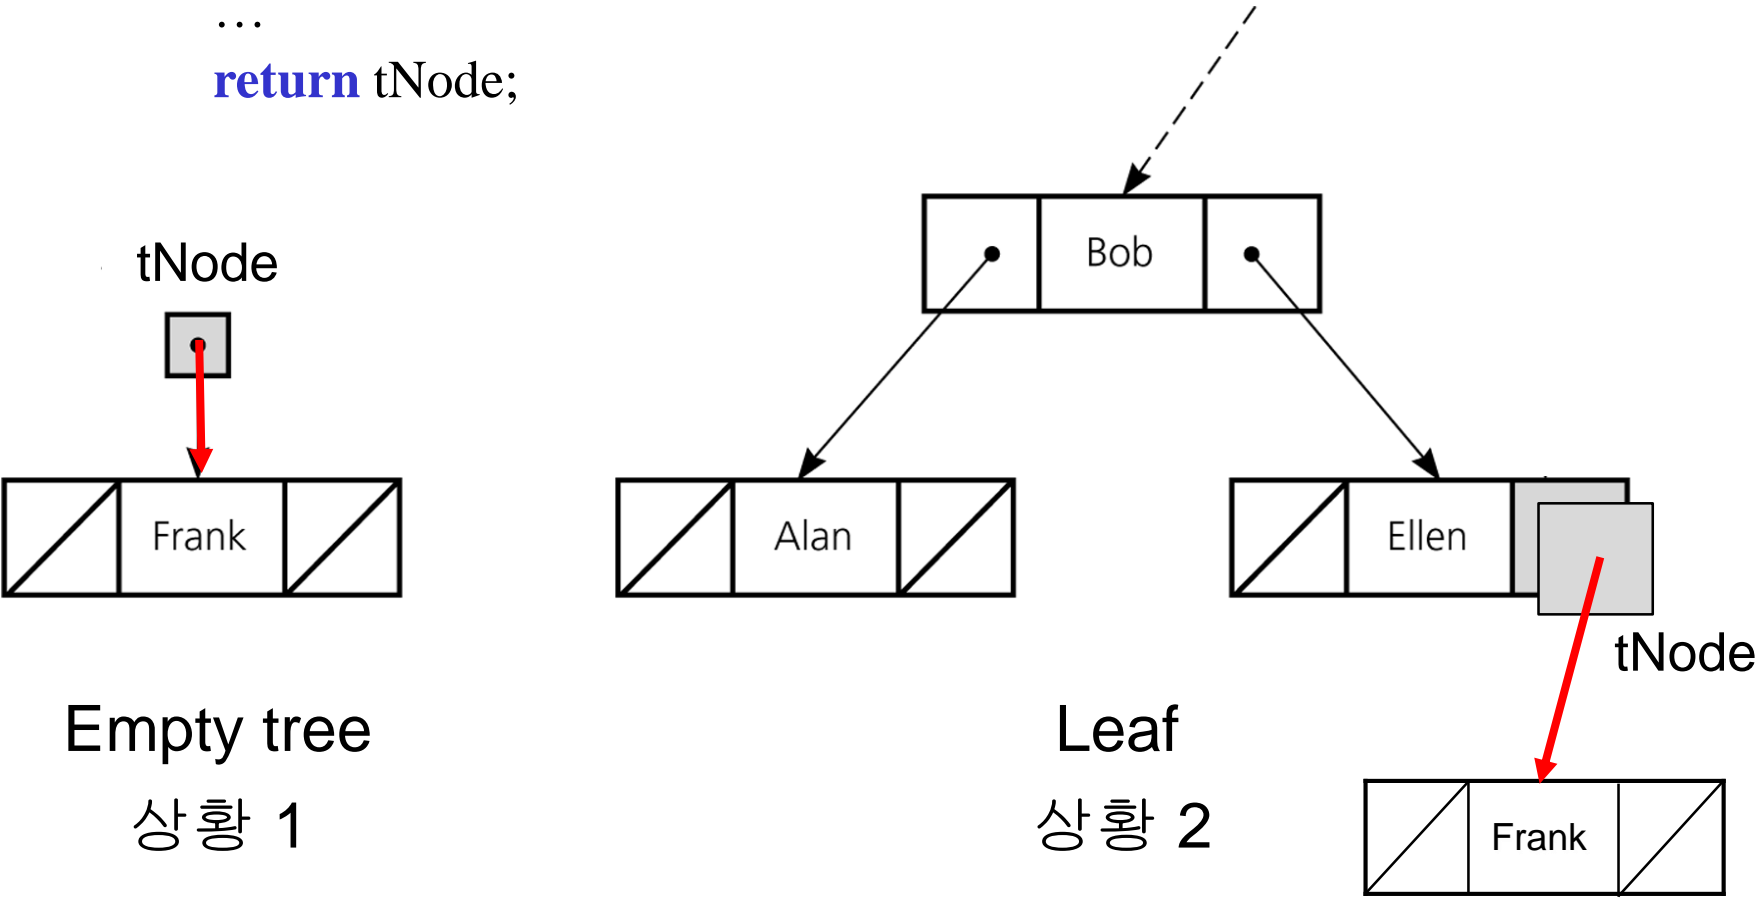 …
return tNode;
Bob
tNode
Frank
Alan
Ellen
tNode
Empty tree
Leaf
상황 1
상황 2
Frank